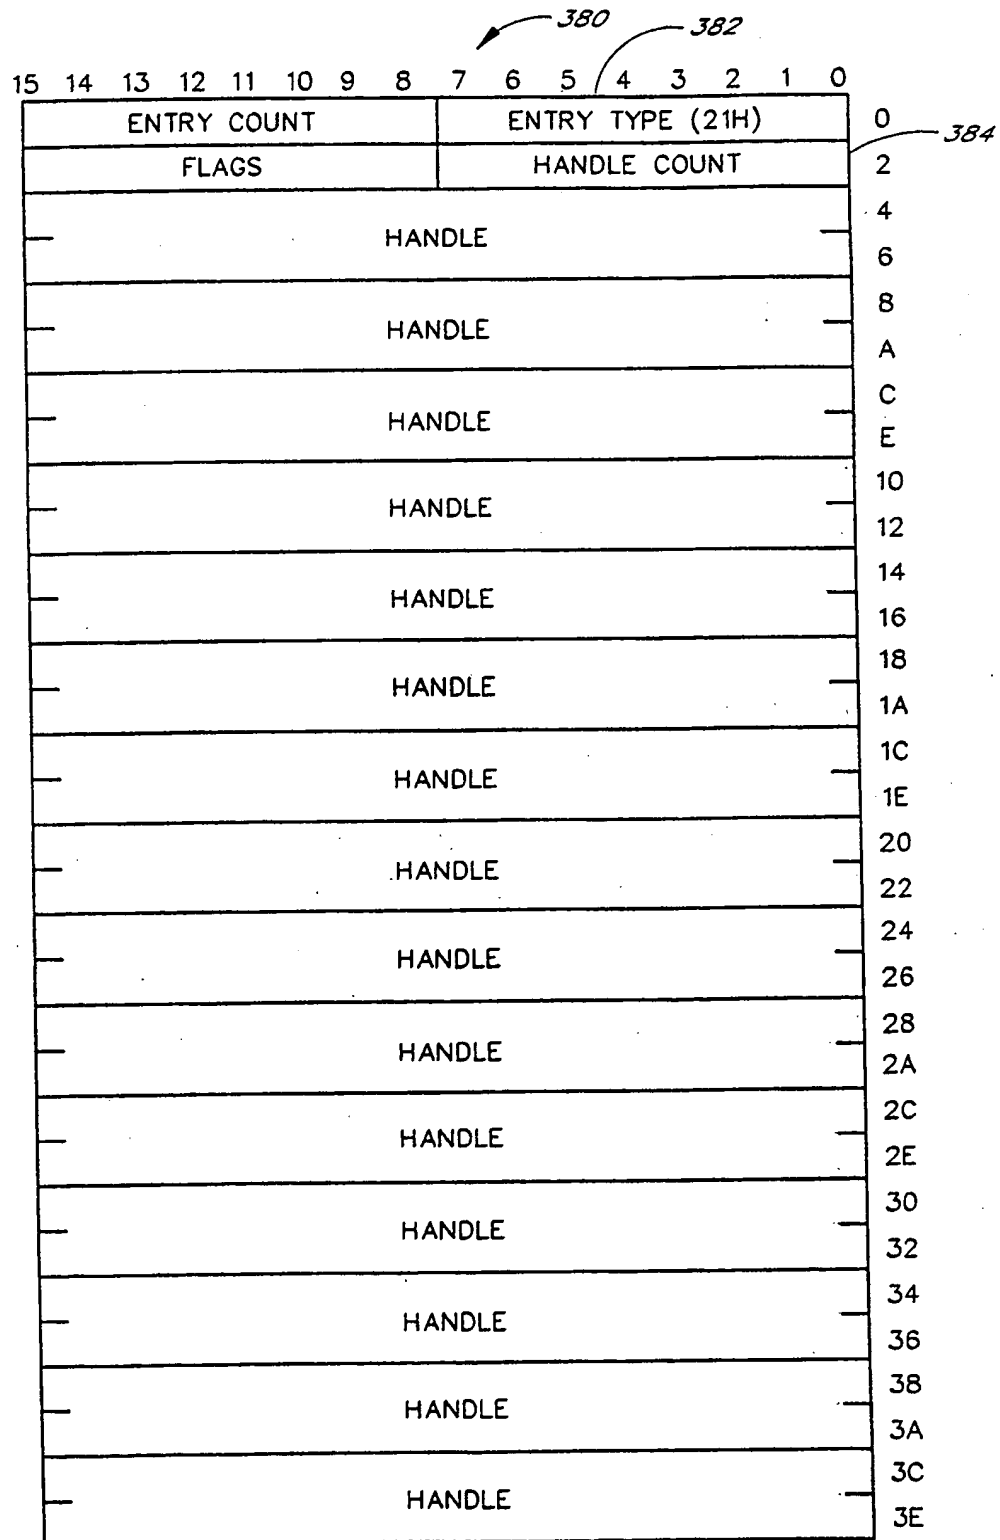 380
382
15 14 13 12 11 10 9 8 7 6 5 4 3 2 1 0
ENTRY COUNT ENTRY TYPE (21H) 0
384
FLAGS HANDLE COUNT 2
4
HANDLE
6
8
HANDLE
A
C
HANDLE
E
10
HANDLE
12
14
HANDLE
16
18
HANDLE
1A
1C
HANDLE
1E
20
HANDLE
22
24
HANDLE
26
28
HANDLE
2A
2C
HANDLE
2E
30
HANDLE
32
34
HANDLE
36
38
HANDLE
3A
3C
HANDLE
3E